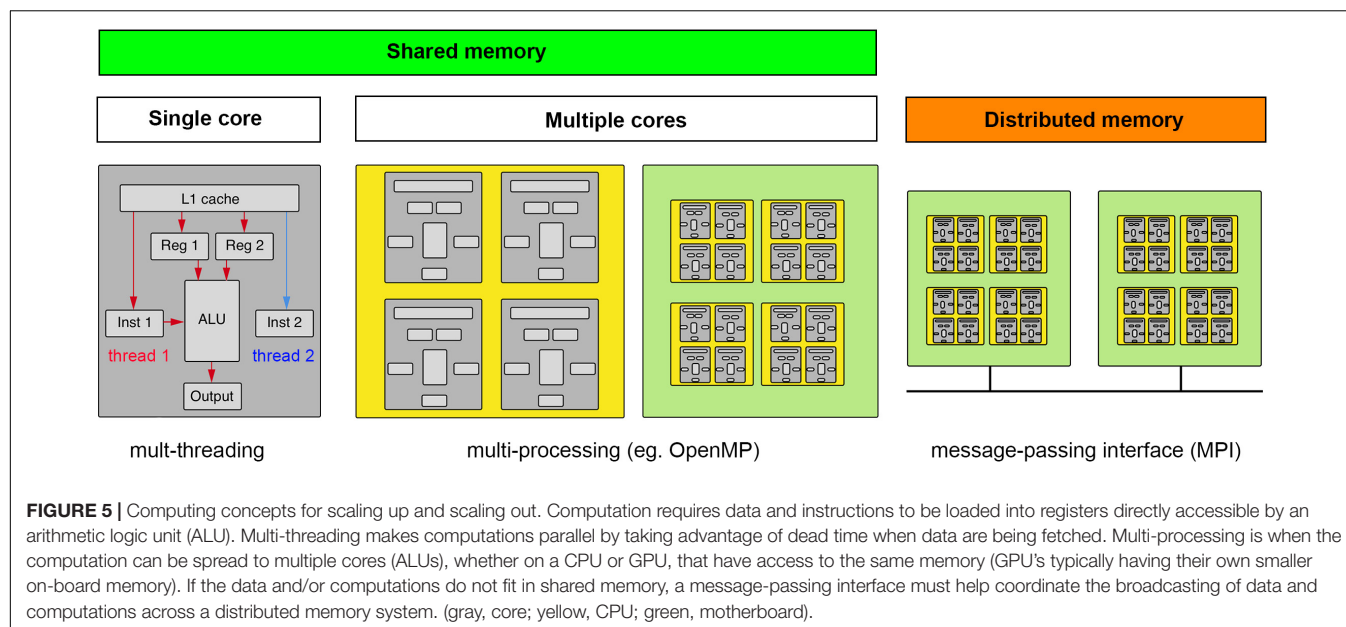 Shared memory
Single core
Multiple cores
Distributed memory
L1 cache
Reg 1
Reg 2
Inst 1
ALU
Inst 2
thread 1
thread 2
Output
mult-threading
multi-processing (eg. OpenMP)
message-passing interface (MPI)
FIGURE 5 | Computing concepts for scaling up and scaling out. Computation requires data and instructions to be loaded into registers directly accessible by an
arithmetic logic unit (ALU). Multi-threading makes computations parallel by taking advantage of dead time when data are being fetched. Multi-processing is when the
computation can be spread to multiple cores (ALUs), whether on a CPU or GPU, that have access to the same memory (GPU's typically having their own smaller
on-board memory). If the data and/or computations do not fit in shared memory, a message-passing interface must help coordinate the broadcasting of data and
computations across a distributed memory system. (gray, core; yellow, CPU; green, motherboard).